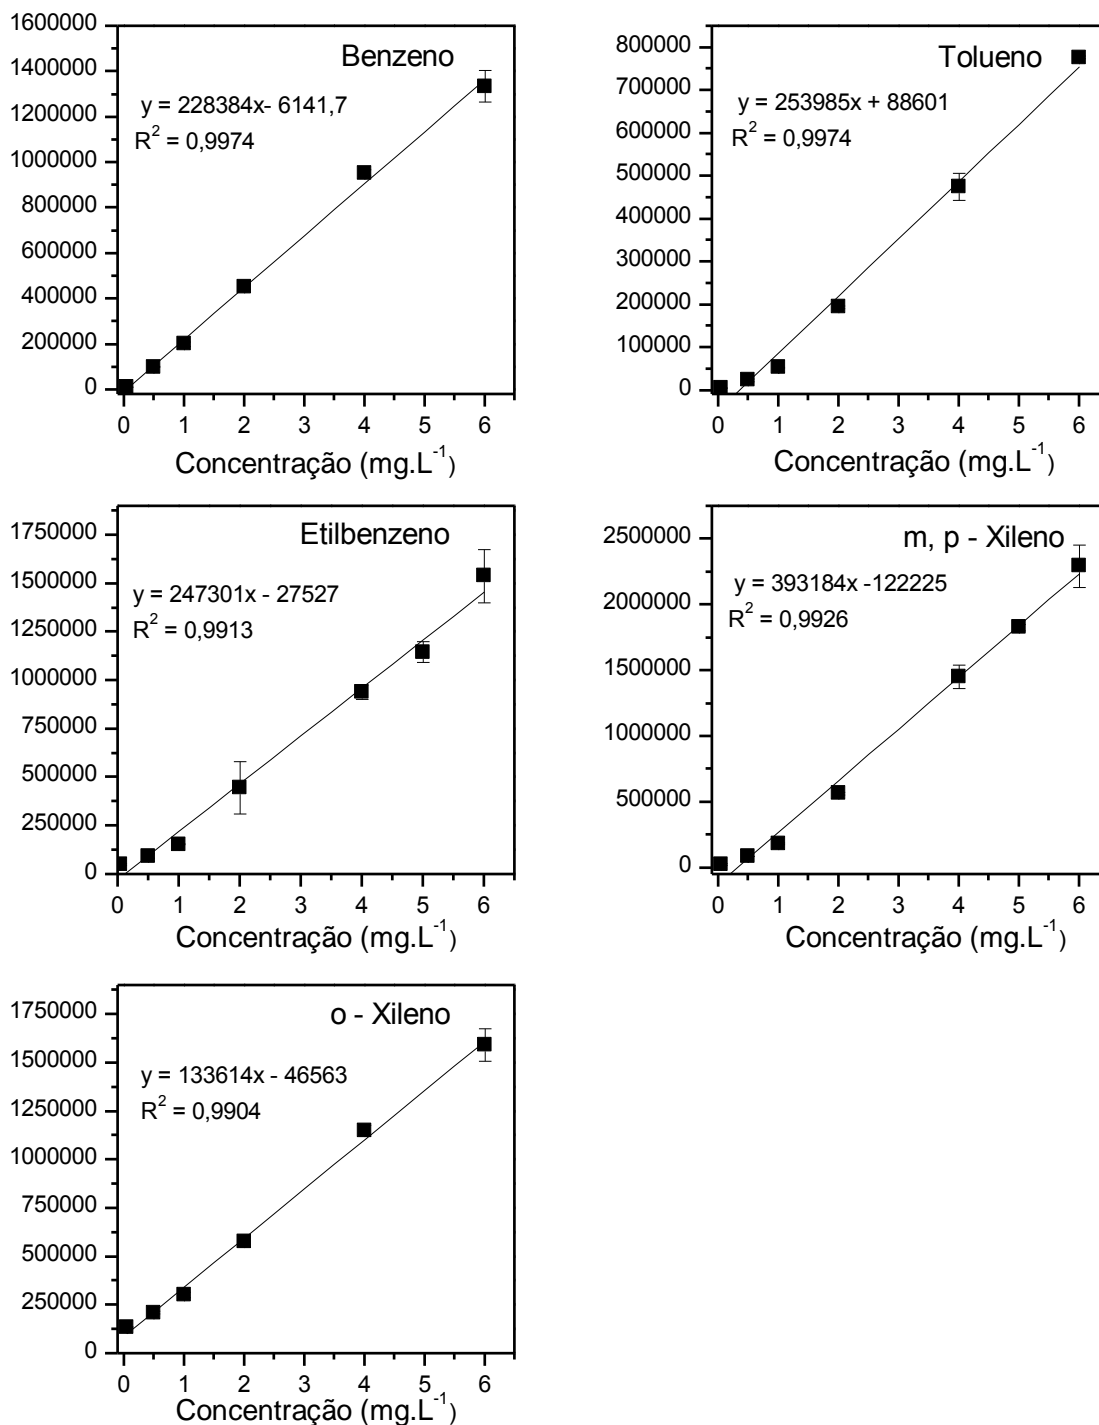 Benzeno
y = 228384x- 6141,7
R² = 0,9974
1600000
1400000
1200000
1000000
800000
600000
400000
200000
0
0 1 2 3 4 5 6
Concentração (mg.L⁻¹)
Tolueno
y = 253985x + 88601
R² = 0,9974
800000
700000
600000
500000
400000
300000
200000
100000
0
0 1 2 3 4 5 6
Concentração (mg.L⁻¹)
Etilbenzeno
y = 247301x - 27527
R² = 0,9913
1750000
1500000
1250000
1000000
750000
500000
250000
0
0 1 2 3 4 5 6
Concentração (mg.L⁻¹)
m, p - Xileno
y = 393184x -122225
R² = 0,9926
2500000
2000000
1500000
1000000
500000
0
0 1 2 3 4 5 6
Concentração (mg.L⁻¹)
o - Xileno
y = 133614x - 46563
R² = 0,9904
1750000
1500000
1250000
1000000
750000
500000
250000
0
0 1 2 3 4 5 6
Concentração (mg.L⁻¹)